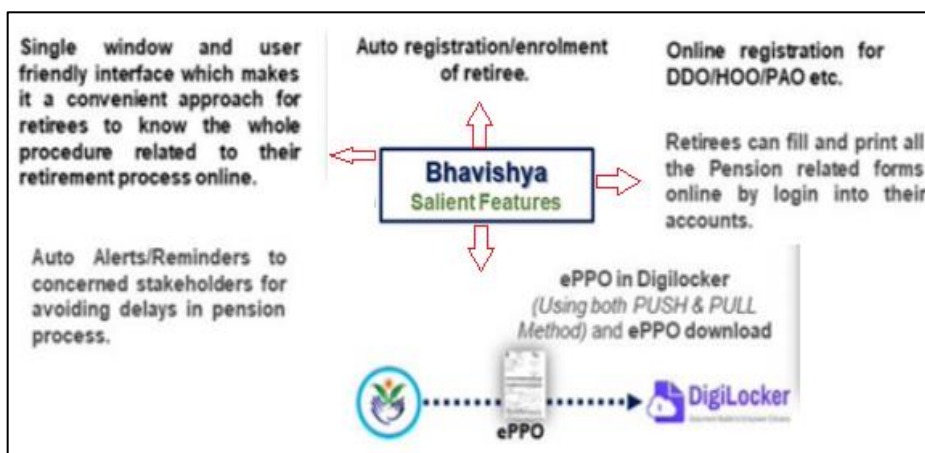 Single window and user
friendly interface which makes
it a convenient approach for
retirees to know the whole
procedure related to their
retirement process online.
Auto Alerts/Reminders to
concerned stakeholders for
avoiding delays in pension
process.
Auto registration/enrolment
of retiree.
Bhavishya
Salient Features
Online registration for
DDO/HOO/PAO etc.
Retirees can fill and print all
the Pension related forms
online by login into their
accounts.
ePPO in Digilocker
(Using both PUSH & PULL
Method) and ePPO download
ePPO
DigiLocker